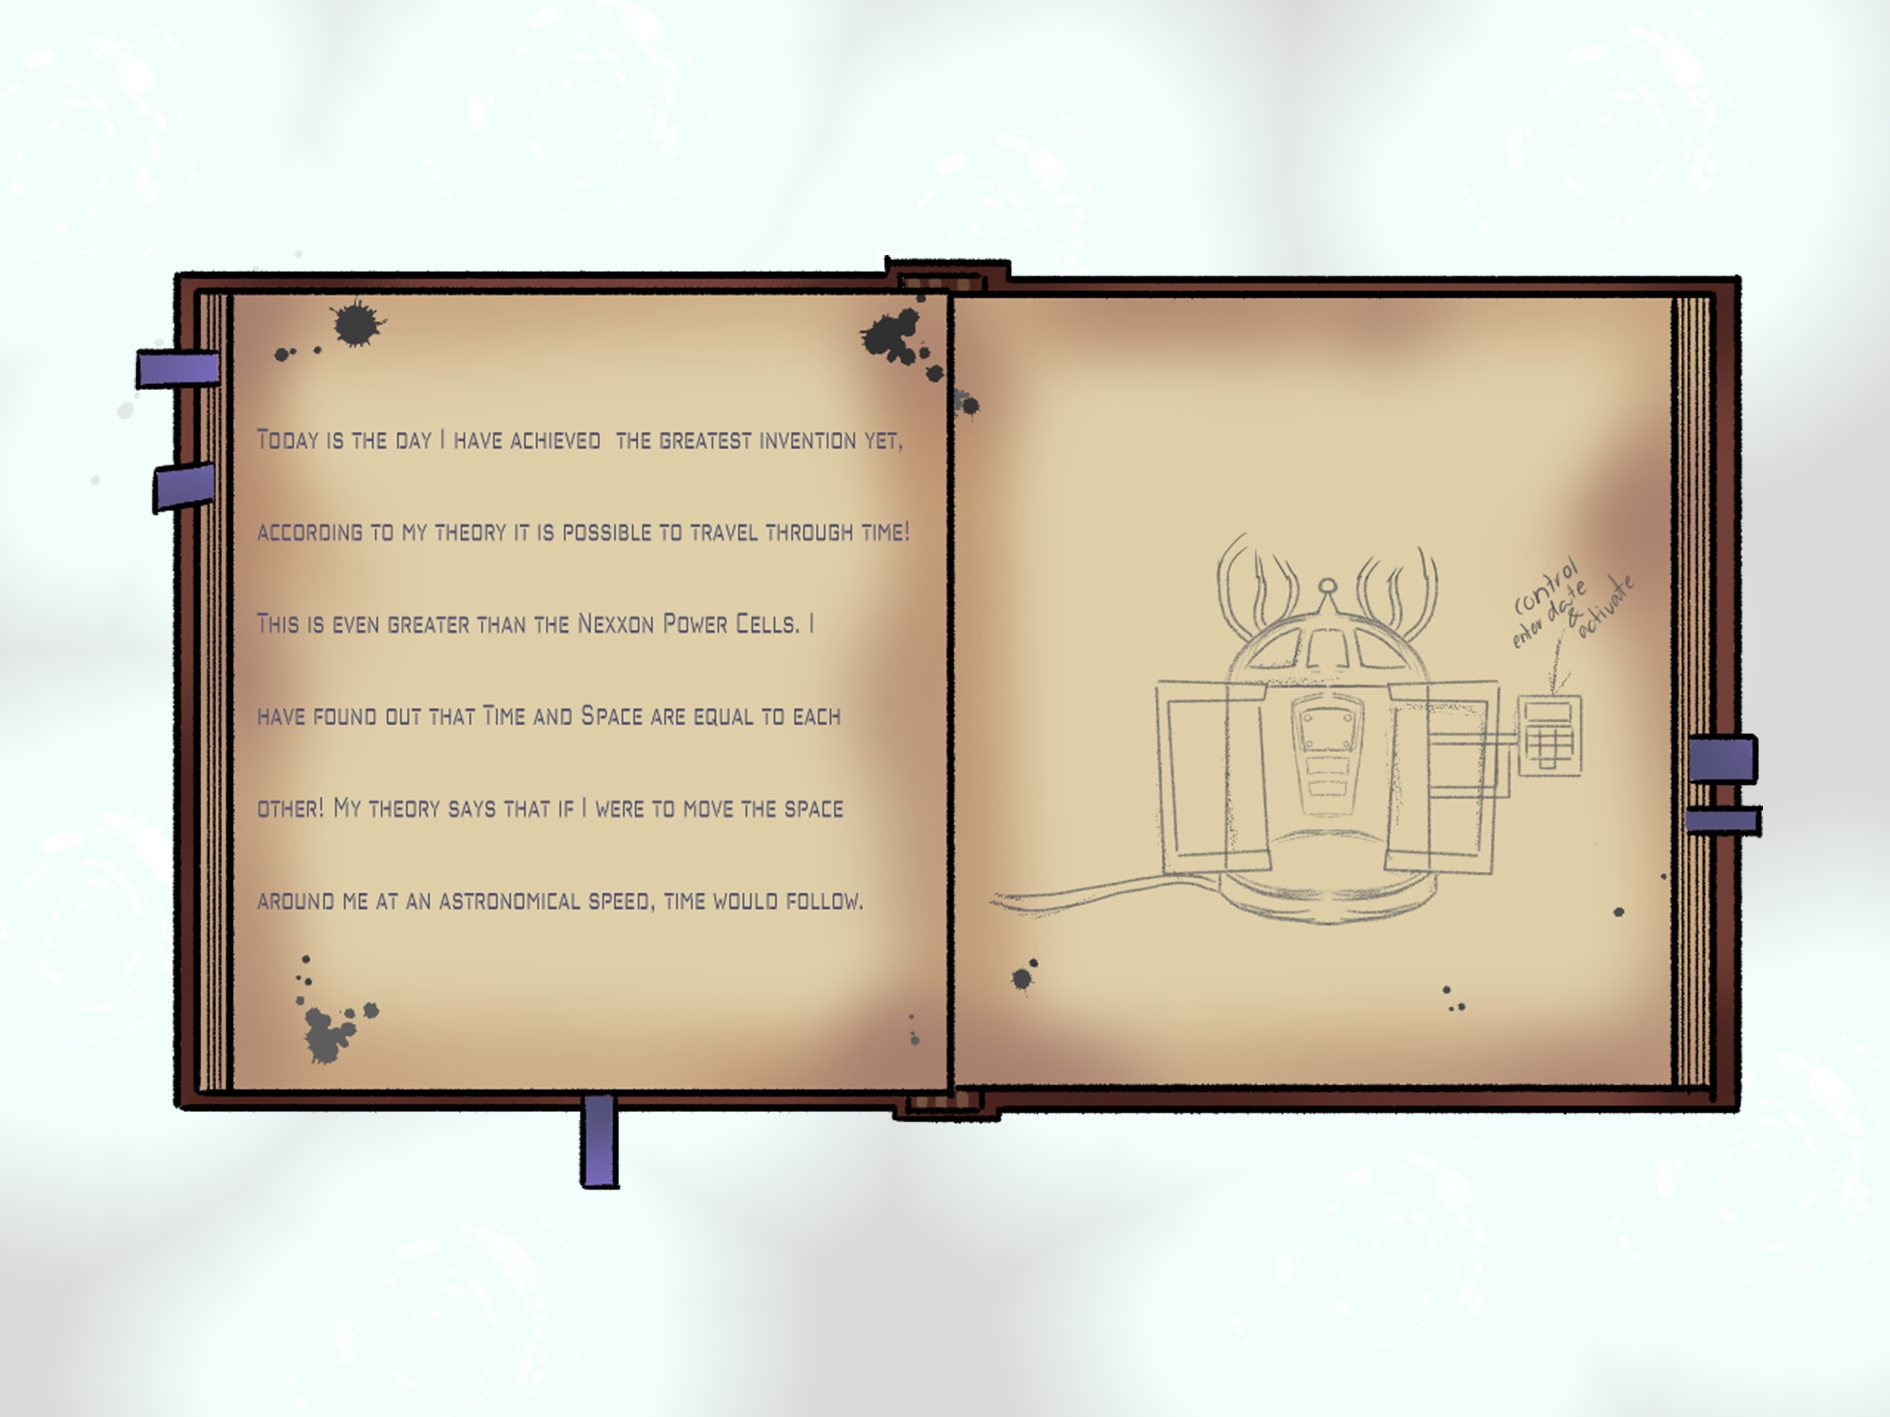 Today is the day I have achieved the greatest invention yet,
according to my theory it is possible to travel through time!
This is even greater than the Nexxon Power Cells. I
have found out that Time and Space are equal to each
other! My theory says that if I were to move the space
around me at an astronomical speed, time would follow.
control
enter date
&
activate